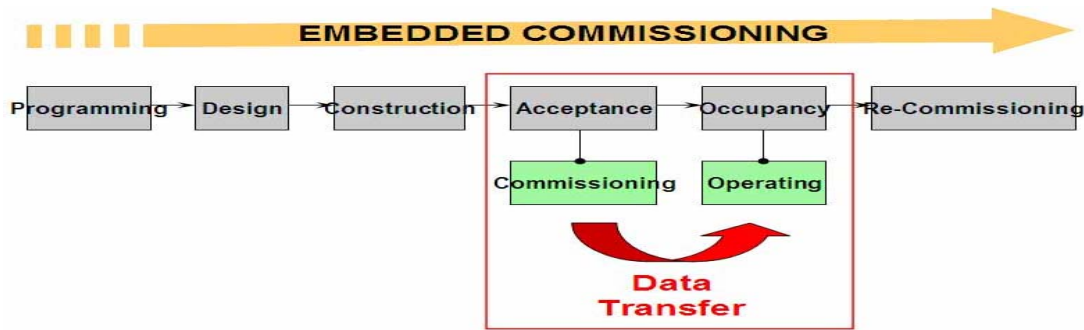 EMBEDDED COMMISSIONING
Programming
Design
Construction
Acceptance
Occupancy
Re-Commissioning
Commissioning
Operating
Data
Transfer